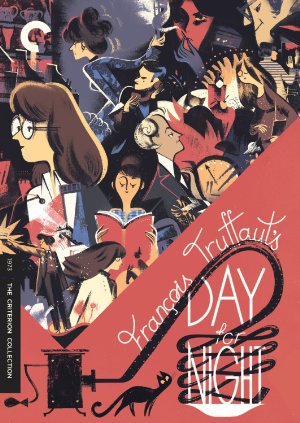 François Truffaut's
DAY
for
NIGHT
1973 THE CRITERION COLLECTION